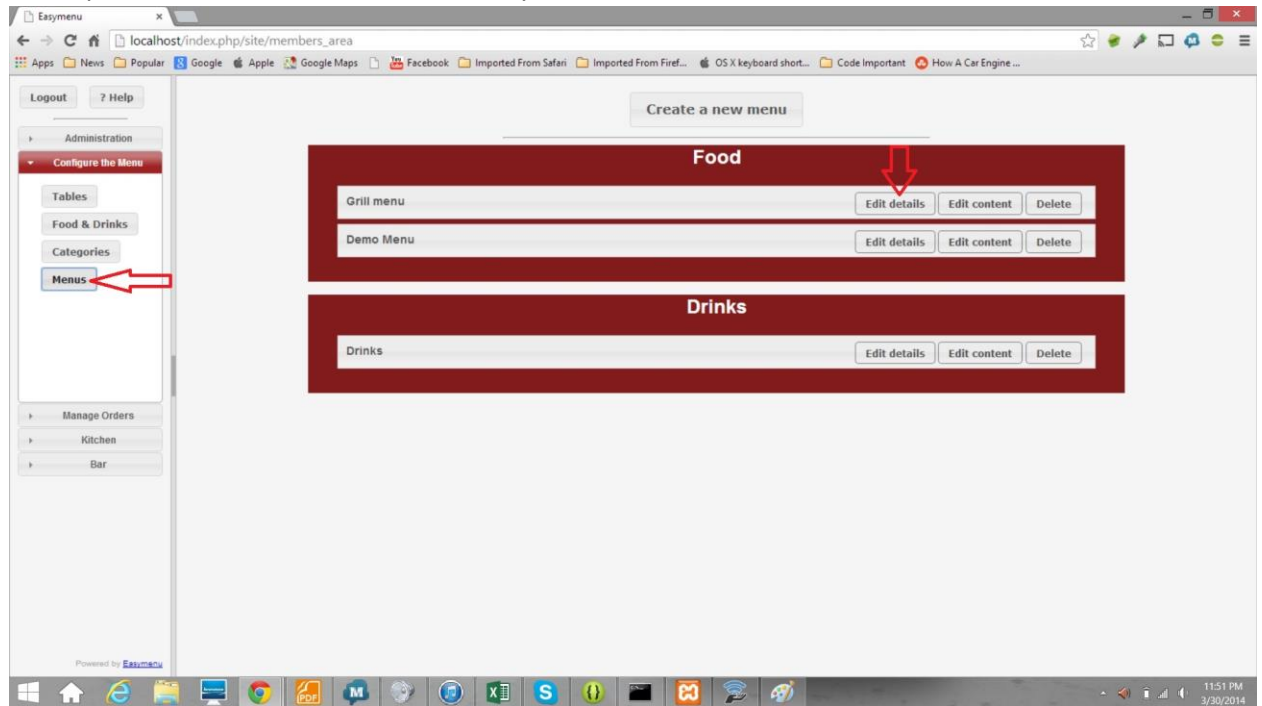 Easymenu
localhost/index.php/site/members_area
Apps News Popular Google Apple Google Maps Facebook Imported From Safari Imported From Firef... OS X keyboard short... Code Important How A Car Engine ...
Logout ? Help
Create a new menu
Administration
Configure the Menu
Tables
Food & Drinks
Categories
Menus
Manage Orders
Kitchen
Bar
Food
Grill menu Edit details Edit content Delete
Demo Menu Edit details Edit content Delete
Drinks
Drinks Edit details Edit content Delete
Powered by Easymenu
11:51 PM
3/30/2014